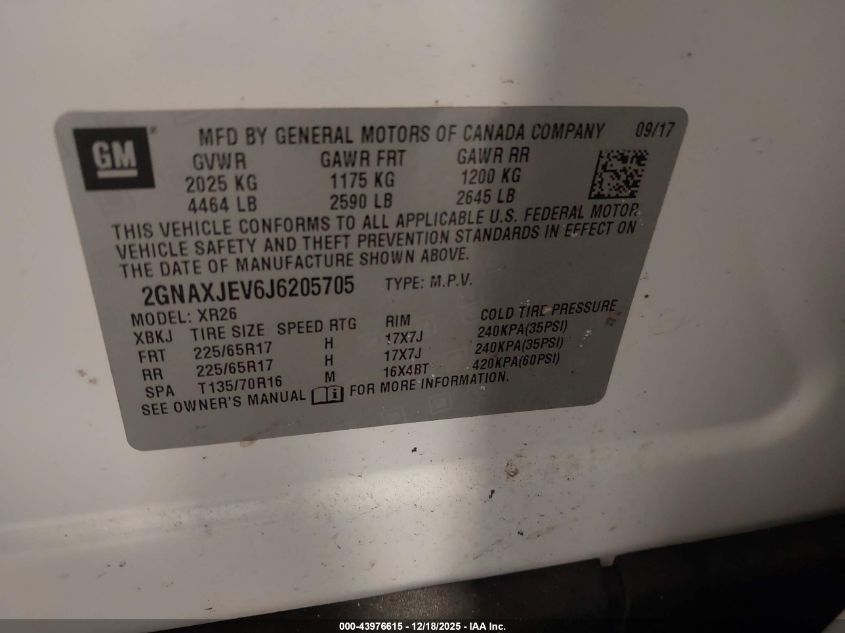 GM
MFD BY GENERAL MOTORS OF CANADA COMPANY 09/17
GVWR GAWR FRT GAWR RR
2025 KG 1175 KG 1200 KG
4464 LB 2590 LB 2645 LB
THIS VEHICLE CONFORMS TO ALL APPLICABLE U.S. FEDERAL MOTOR
VEHICLE SAFETY AND THEFT PREVENTION STANDARDS IN EFFECT ON
THE DATE OF MANUFACTURE SHOWN ABOVE.
2GNAXJEV6J6205705 TYPE: M.P.V.
MODEL: XR26
XBKJ TIRE SIZE SPEED RTG RIM COLD TIRE PRESSURE
FRT 225/65R17 H 17X7J 240KPA(35PSI)
RR 225/65R17 H 17X7J 240KPA(35PSI)
SPA T135/70R16 M 16X4BT 420KPA(60PSI)
SEE OWNER'S MANUAL FOR MORE INFORMATION.
000-43976615 - 12/18/2025 - IAA Inc.